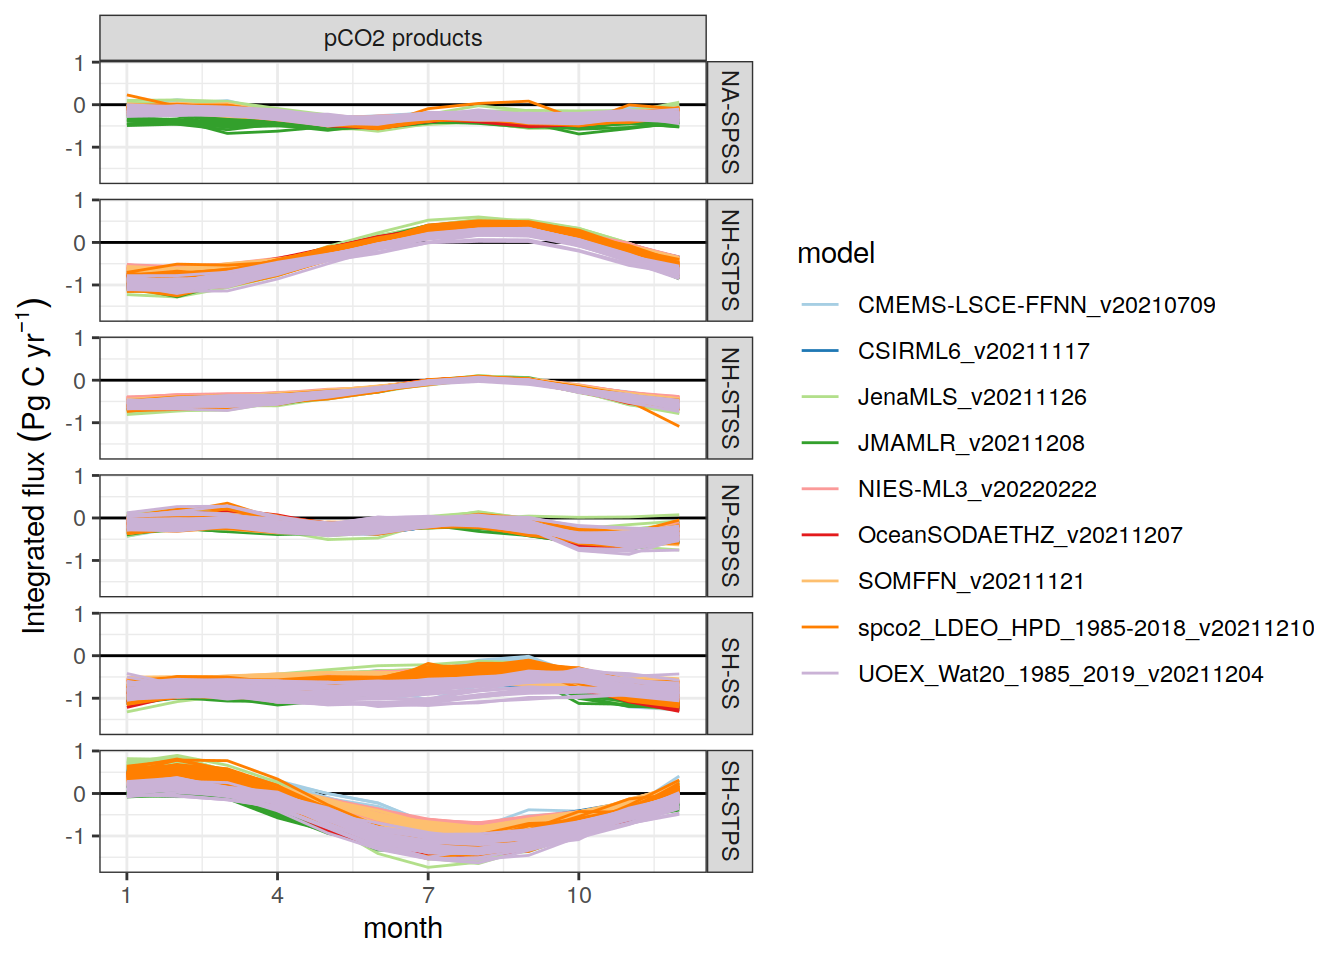 pCO2 products
1
0
-1
NA-SPSS
1
0
-1
NH-STPS
1
0
-1
NH-STSS
1
0
-1
NP-SPSS
1
0
-1
SH-SS
1
0
-1
SH-STPS
1 4 7 10
month
Integrated flux (Pg C yr⁻¹)
model
CMEMS-LSCE-FFNN_v20210709
CSIRML6_v20211117
JenaMLS_v20211126
JMAMLR_v20211208
NIES-ML3_v20220222
OceanSODAETHZ_v20211207
SOMFFN_v20211121
spco2_LDEO_HPD_1985-2018_v20211210
UOEX_Wat20_1985_2019_v20211204